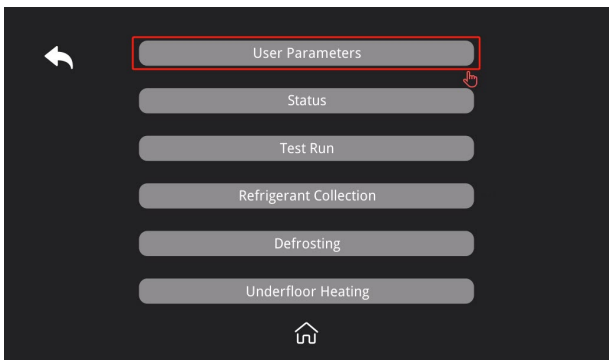 User Parameters
Status
Test Run
Refrigerant Collection
Defrosting
Underfloor Heating